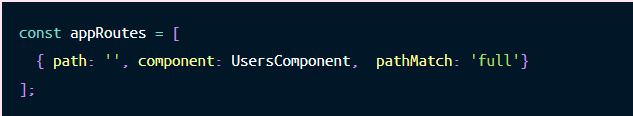 const appRoutes = [
  { path: '', component: UsersComponent,  pathMatch: 'full'}
];